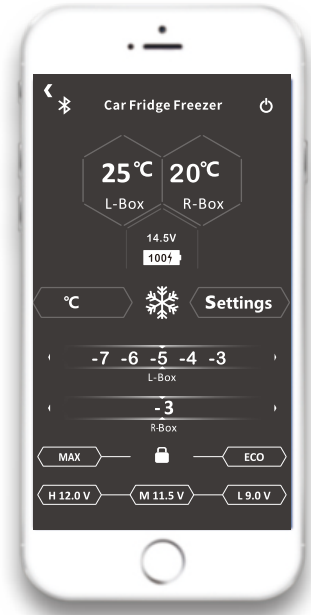 Car Fridge Freezer
25℃ 20℃
L-Box R-Box
14.5V
100
℃ Settings
-7 -6 -5 -4 -3
L-Box
-3
R-Box
MAX ECO
H 12.0 V M 11.5 V L 9.0 V